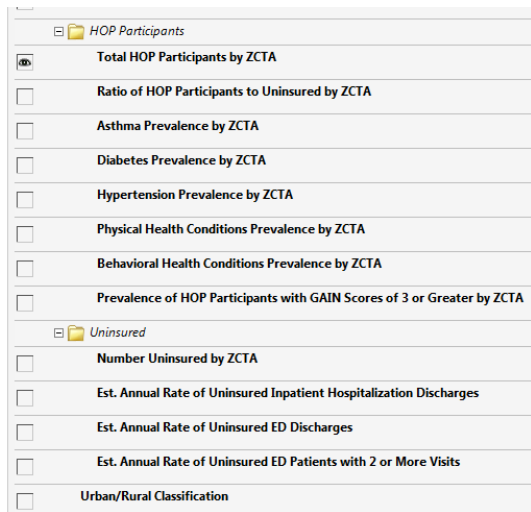 HOP Participants
Total HOP Participants by ZCTA
Ratio of HOP Participants to Uninsured by ZCTA
Asthma Prevalence by ZCTA
Diabetes Prevalence by ZCTA
Hypertension Prevalence by ZCTA
Physical Health Conditions Prevalence by ZCTA
Behavioral Health Conditions Prevalence by ZCTA
Prevalence of HOP Participants with GAIN Scores of 3 or Greater by ZCTA
Uninsured
Number Uninsured by ZCTA
Est. Annual Rate of Uninsured Inpatient Hospitalization Discharges
Est. Annual Rate of Uninsured ED Discharges
Est. Annual Rate of Uninsured ED Patients with 2 or More Visits
Urban/Rural Classification